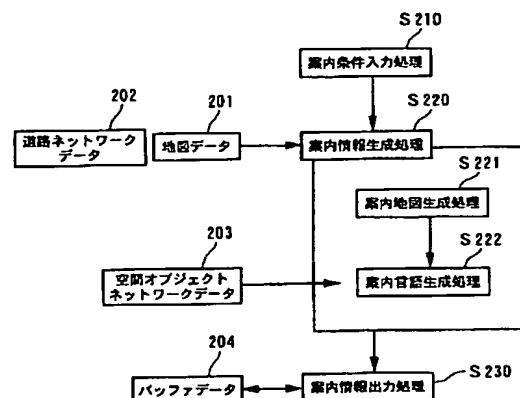 S210
案内条件入力処理
202
201
S220
道路ネットワーク
データ
地図データ
案内情報生成処理
S221
案内地図生成処理
203
S222
空間オブジェクト
ネットワークデータ
案内言語生成処理
204
S230
バッファデータ
案内情報出力処理